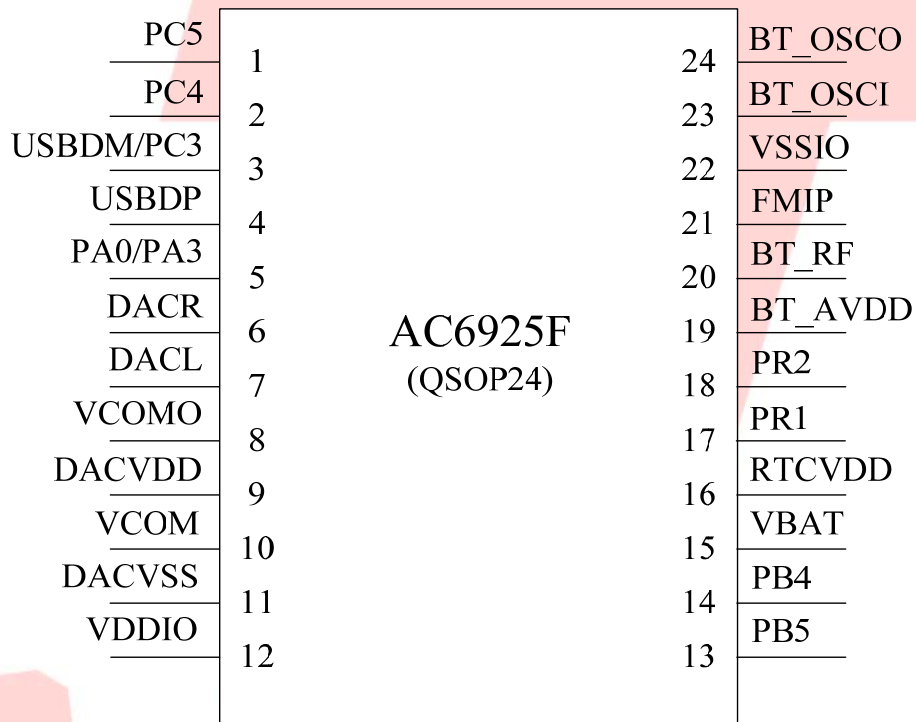 PC5 1 24 BT_OSCO
PC4 2 23 BT_OSCI
USBDM/PC3 3 22 VSSIO
USBDP 4 21 FMIP
PA0/PA3 5 20 BT_RF
DACR 6 19 BT_AVDD
DACL 7 18 PR2
VCOMO 8 17 PR1
DACVDD 9 16 RTCVDD
VCOM 10 15 VBAT
DACVSS 11 14 PB4
VDDIO 12 13 PB5
AC6925F
(QSOP24)